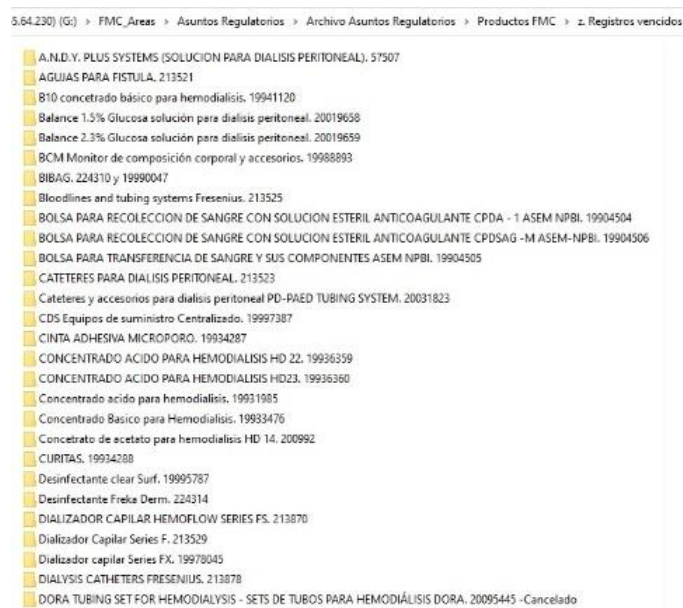 5.64.230) (G:) > FMC_Areas > Asuntos Regulatorios > Archivo Asuntos Regulatorios > Productos FMC > z. Registros vencidos
A.N.D.Y. PLUS SYSTEMS (SOLUCION PARA DIALISIS PERITONEAL). 57507
AGUJAS PARA FISTULA. 213521
B10 concetrado básico para hemodialisis. 19941120
Balance 1.5% Glucosa solución para dialisis peritoneal. 20019658
Balance 2.3% Glucosa solución para dialisis peritoneal. 20019659
BCM Monitor de composición corporal y accesorios. 19988893
BIBAG. 224310 y 19990047
Bloodlines and tubing systems Fresenius. 213525
BOLSA PARA RECOLECCION DE SANGRE CON SOLUCION ESTERIL ANTICOAGULANTE CPDA - 1 ASEM NPBI. 19904504
BOLSA PARA RECOLECCION DE SANGRE CON SOLUCION ESTERIL ANTICOAGULANTE CPDSAG -M ASEM-NPBI. 19904506
BOLSA PARA TRANSFERENCIA DE SANGRE Y SUS COMPONENTES ASEM NPBI. 19904505
CATETERES PARA DIALISIS PERITONEAL. 213523
Cateteres y accesorios para dialisis peritoneal PD-PAED TUBING SYSTEM. 20031823
CDS Equipos de suministro Centralizado. 19997387
CINTA ADHESIVA MICROPORO. 19934287
CONCENTRADO ACIDO PARA HEMODIALISIS HD 22. 19936359
CONCENTRADO ACIDO PARA HEMODIALISIS HD23. 19936360
Concentrado acido para hemodialisis. 19931985
Concentrado Basico para Hemodialisis. 19933476
Concetrato de acetato para hemodialisis HD 14. 200992
CURITAS. 19934288
Desinfectante clear Surf. 19995787
Desinfectante Freka Derm. 224314
DIALIZADOR CAPILAR HEMOFLOW SERIES FS. 213870
Dializador Capilar Series F. 213529
Dializador capilar Series FX. 19978045
DIALYSIS CATHETERS FRESENIUS. 213878
DORA TUBING SET FOR HEMODIALYSIS - SETS DE TUBOS PARA HEMODIÁLISIS DORA. 20095445 -Cancelado